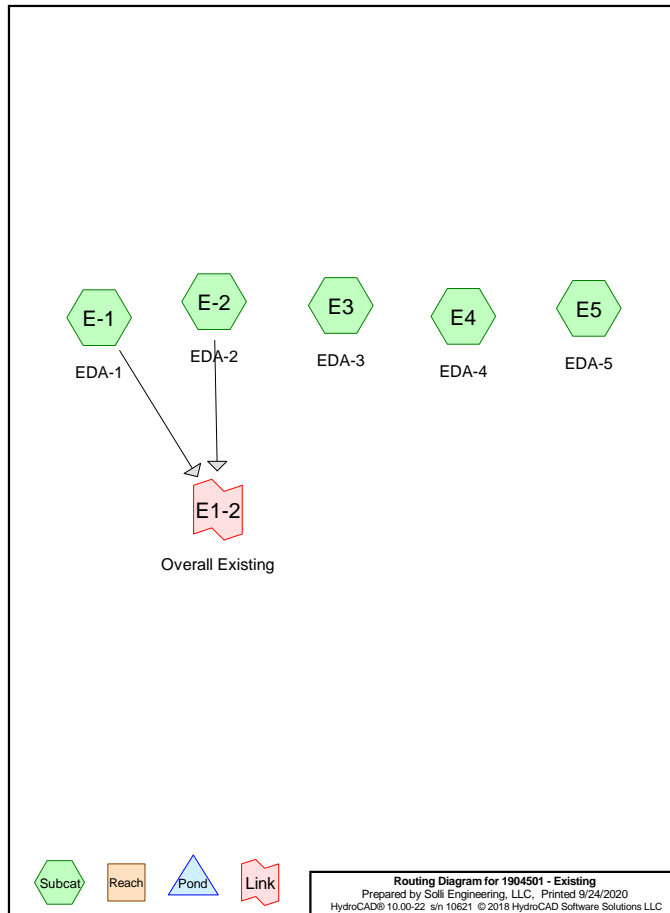 E-1
E-2
E3
E4
E5
EDA-1
EDA-2
EDA-3
EDA-4
EDA-5
E1-2
Overall Existing
Subcat
Reach
Pond
Link
Routing Diagram for 1904501 - Existing
Prepared by Solli Engineering, LLC, Printed 9/24/2020
HydroCAD® 10.00-22 s/n 10621 © 2018 HydroCAD Software Solutions LLC